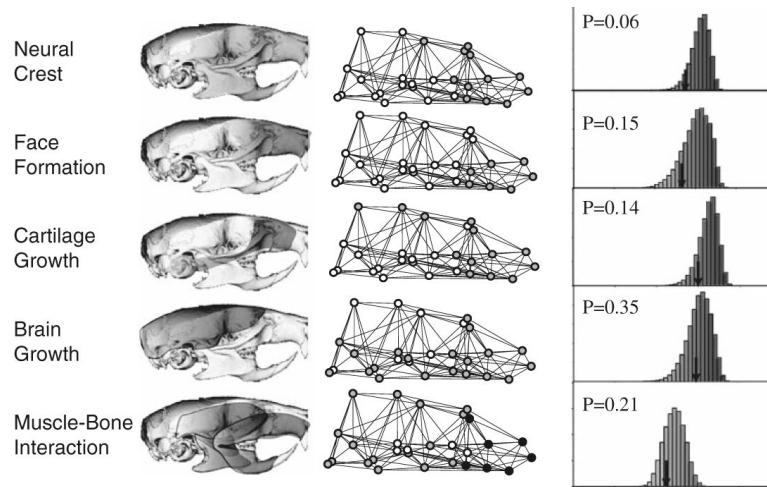 Neural
Crest
P=0.06
Face
Formation
P=0.15
Cartilage
Growth
P=0.14
Brain
Growth
P=0.35
Muscle-Bone
Interaction
P=0.21